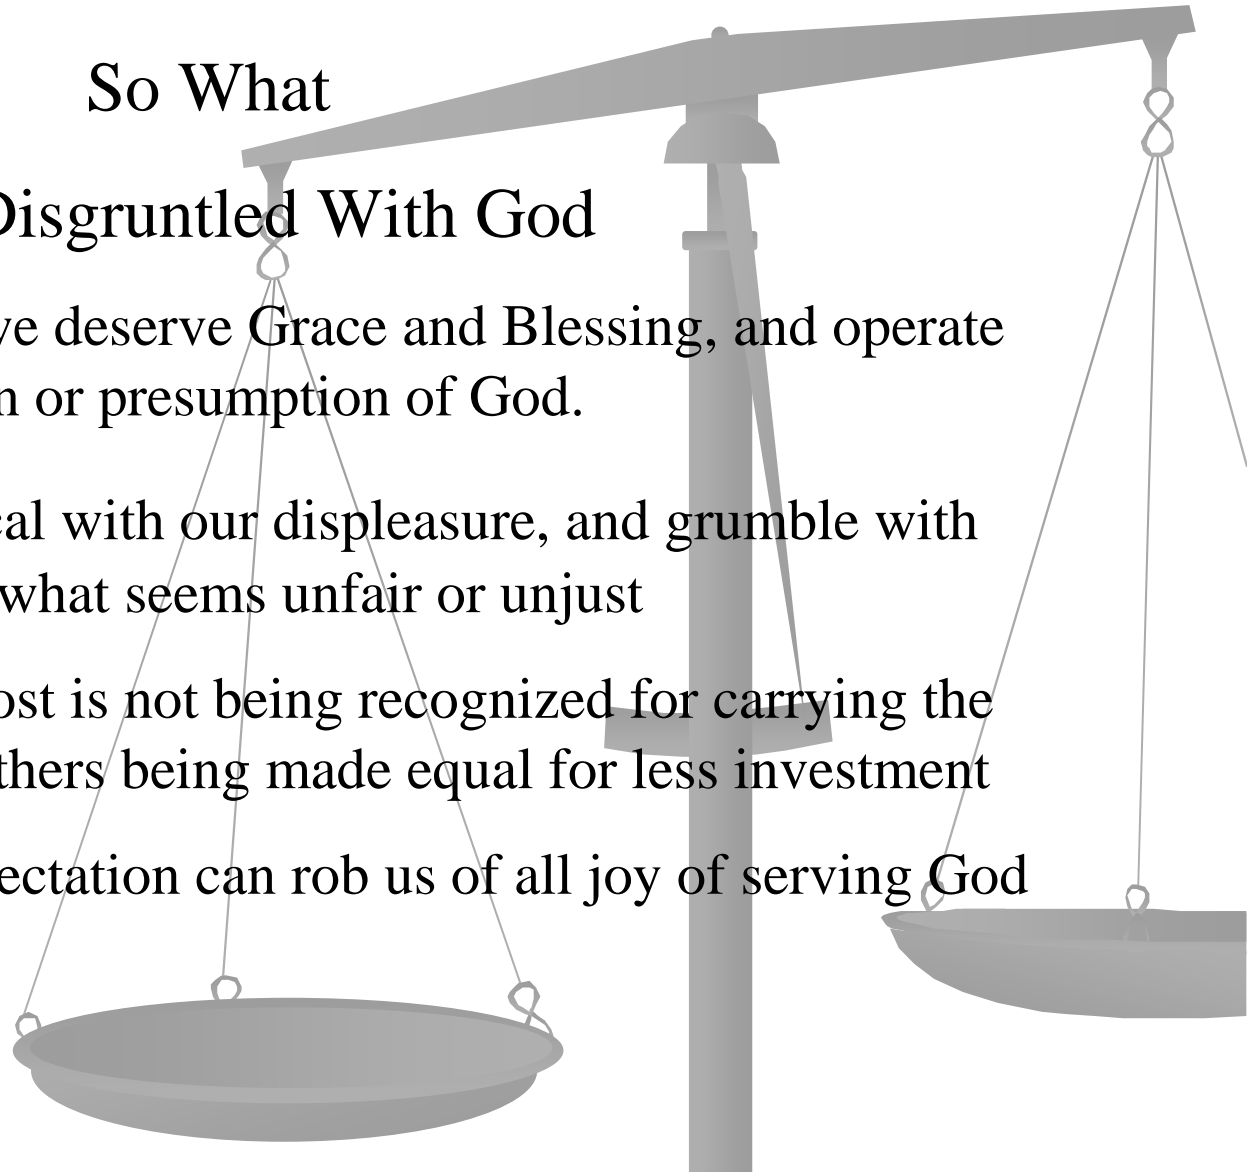 So What
Disgruntled With God
ve deserve Grace and Blessing, and operate
n or presumption of God.
cal with our displeasure, and grumble with
what seems unfair or unjust
ost is not being recognized for carrying the
thers being made equal for less investment
ectation can rob us of all joy of serving God